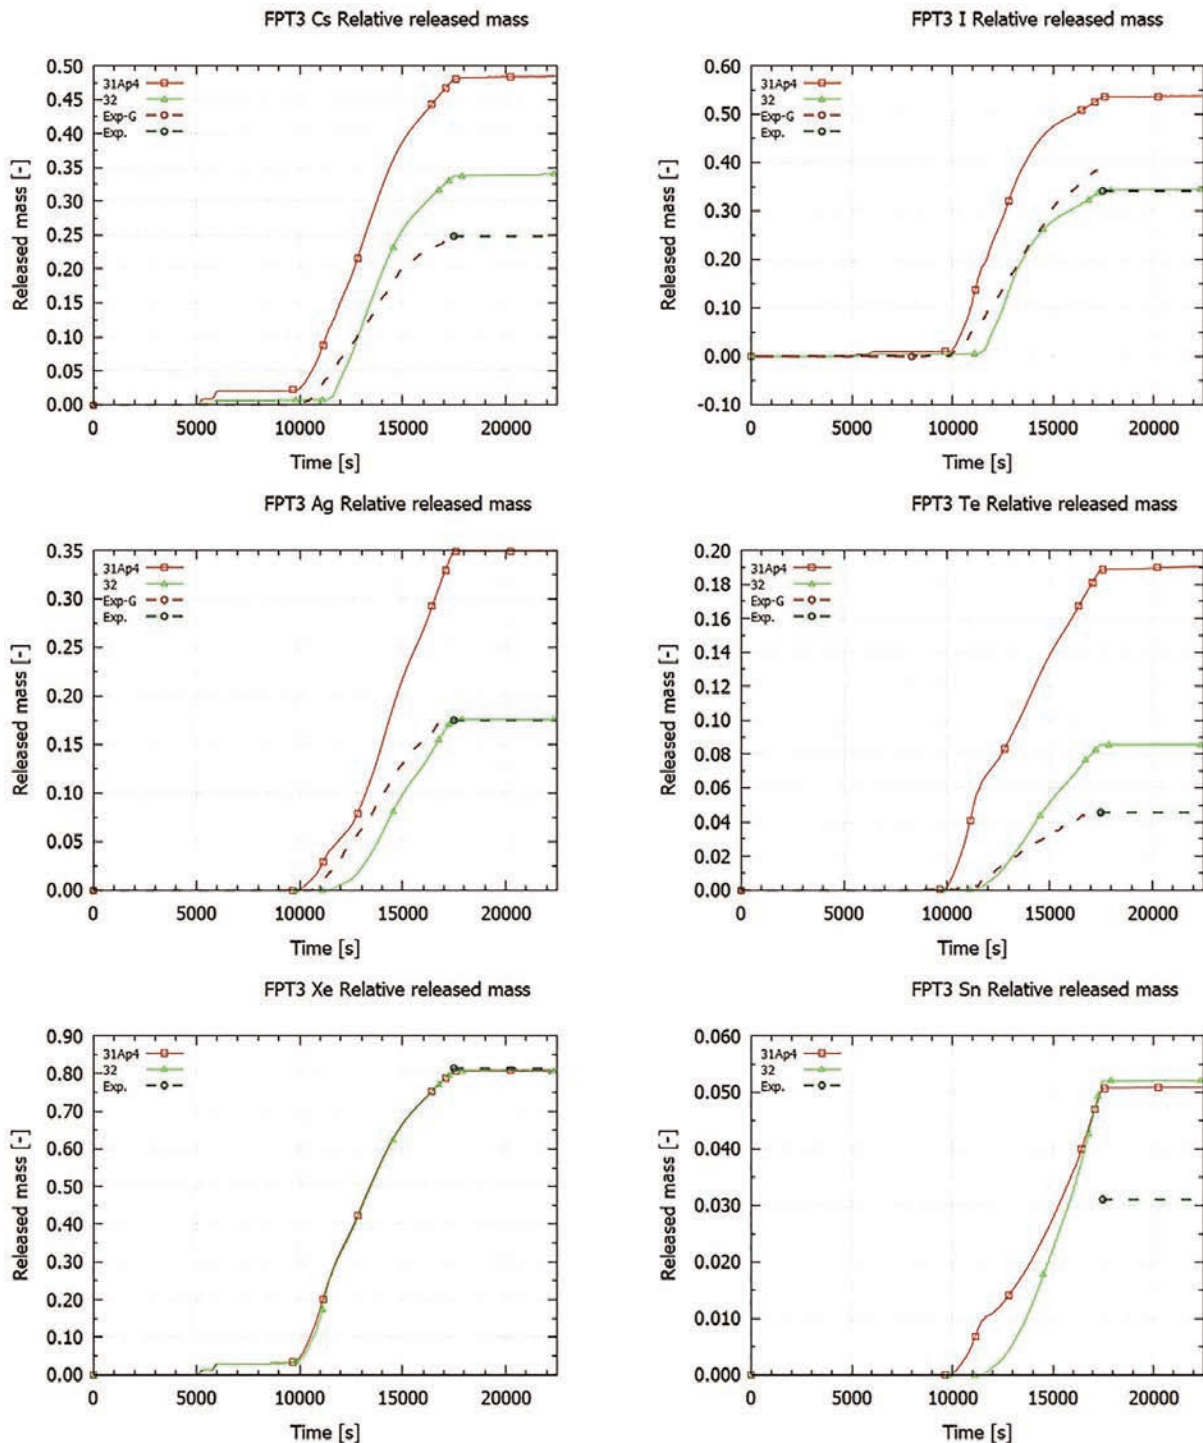 FPT3 Cs Relative released mass
0.50
0.45
0.40
0.35
0.30
0.25
0.20
0.15
0.10
0.05
0.00
Released mass [-]
31Ap4
32
Exp-G
Exp.
0 5000 10000 15000 20000
Time [s]
FPT3 I Relative released mass
0.60
0.50
0.40
0.30
0.20
0.10
0.00
-0.10
Released mass [-]
31Ap4
32
Exp-G
Exp.
0 5000 10000 15000 20000
Time [s]
FPT3 Ag Relative released mass
0.35
0.30
0.25
0.20
0.15
0.10
0.05
0.00
Released mass [-]
31Ap4
32
Exp-G
Exp.
0 5000 10000 15000 20000
Time [s]
FPT3 Te Relative released mass
0.20
0.18
0.16
0.14
0.12
0.10
0.08
0.06
0.04
0.02
0.00
Released mass [-]
31Ap4
32
Exp-G
Exp.
0 5000 10000 15000 20000
Time [s]
FPT3 Xe Relative released mass
0.90
0.80
0.70
0.60
0.50
0.40
0.30
0.20
0.10
0.00
Released mass [-]
31Ap4
32
Exp.
0 5000 10000 15000 20000
Time [s]
FPT3 Sn Relative released mass
0.060
0.050
0.040
0.030
0.020
0.010
0.000
Released mass [-]
31Ap4
32
Exp.
0 5000 10000 15000 20000
Time [s]